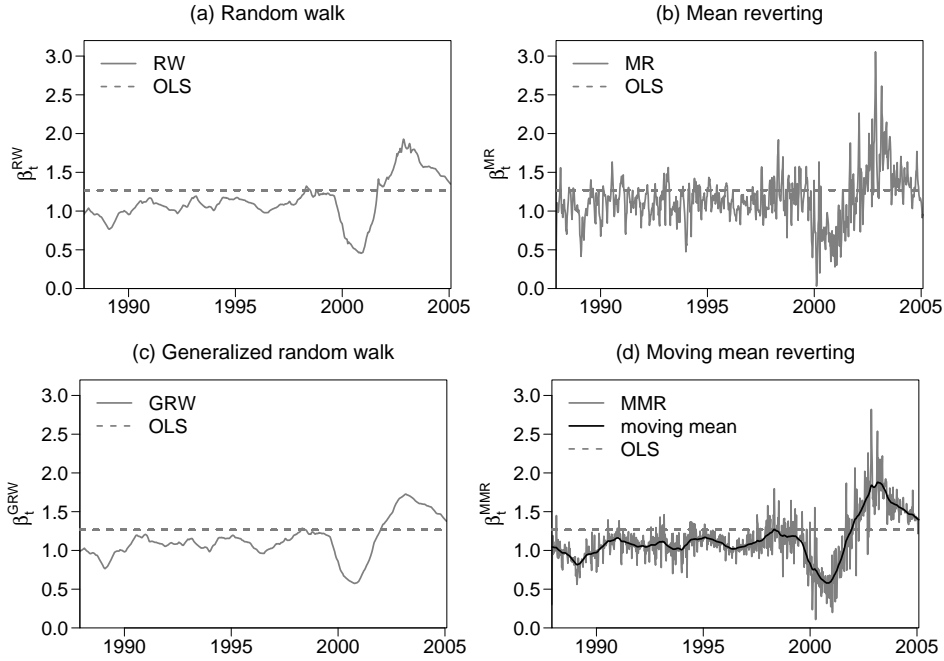 (a) Random walk
3.0
2.5
2.0
1.5
1.0
0.5
0.0
β_t^RW
RW
OLS
1990 1995 2000 2005
(b) Mean reverting
3.0
2.5
2.0
1.5
1.0
0.5
0.0
β_t^MR
MR
OLS
1990 1995 2000 2005
(c) Generalized random walk
3.0
2.5
2.0
1.5
1.0
0.5
0.0
β_t^GRW
GRW
OLS
1990 1995 2000 2005
(d) Moving mean reverting
3.0
2.5
2.0
1.5
1.0
0.5
0.0
β_t^MMR
MMR
moving mean
OLS
1990 1995 2000 2005